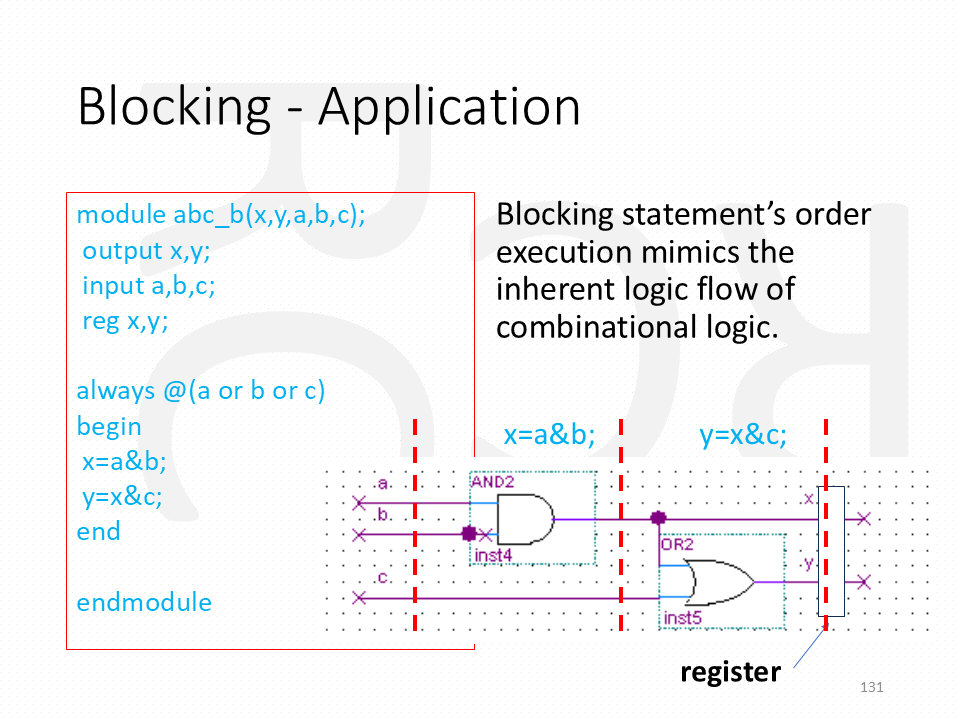 Blocking - Application
module abc_b(x,y,a,b,c);
output x,y;
input a,b,c;
reg x,y;
always @(a or b or c)
begin
x=a&b;
y=x&c;
end
endmodule
Blocking statement’s order
execution mimics the
inherent logic flow of
combinational logic.
x=a&b;
y=x&c;
a
b
c
AND2
inst4
OR2
inst5
x
y
register
131